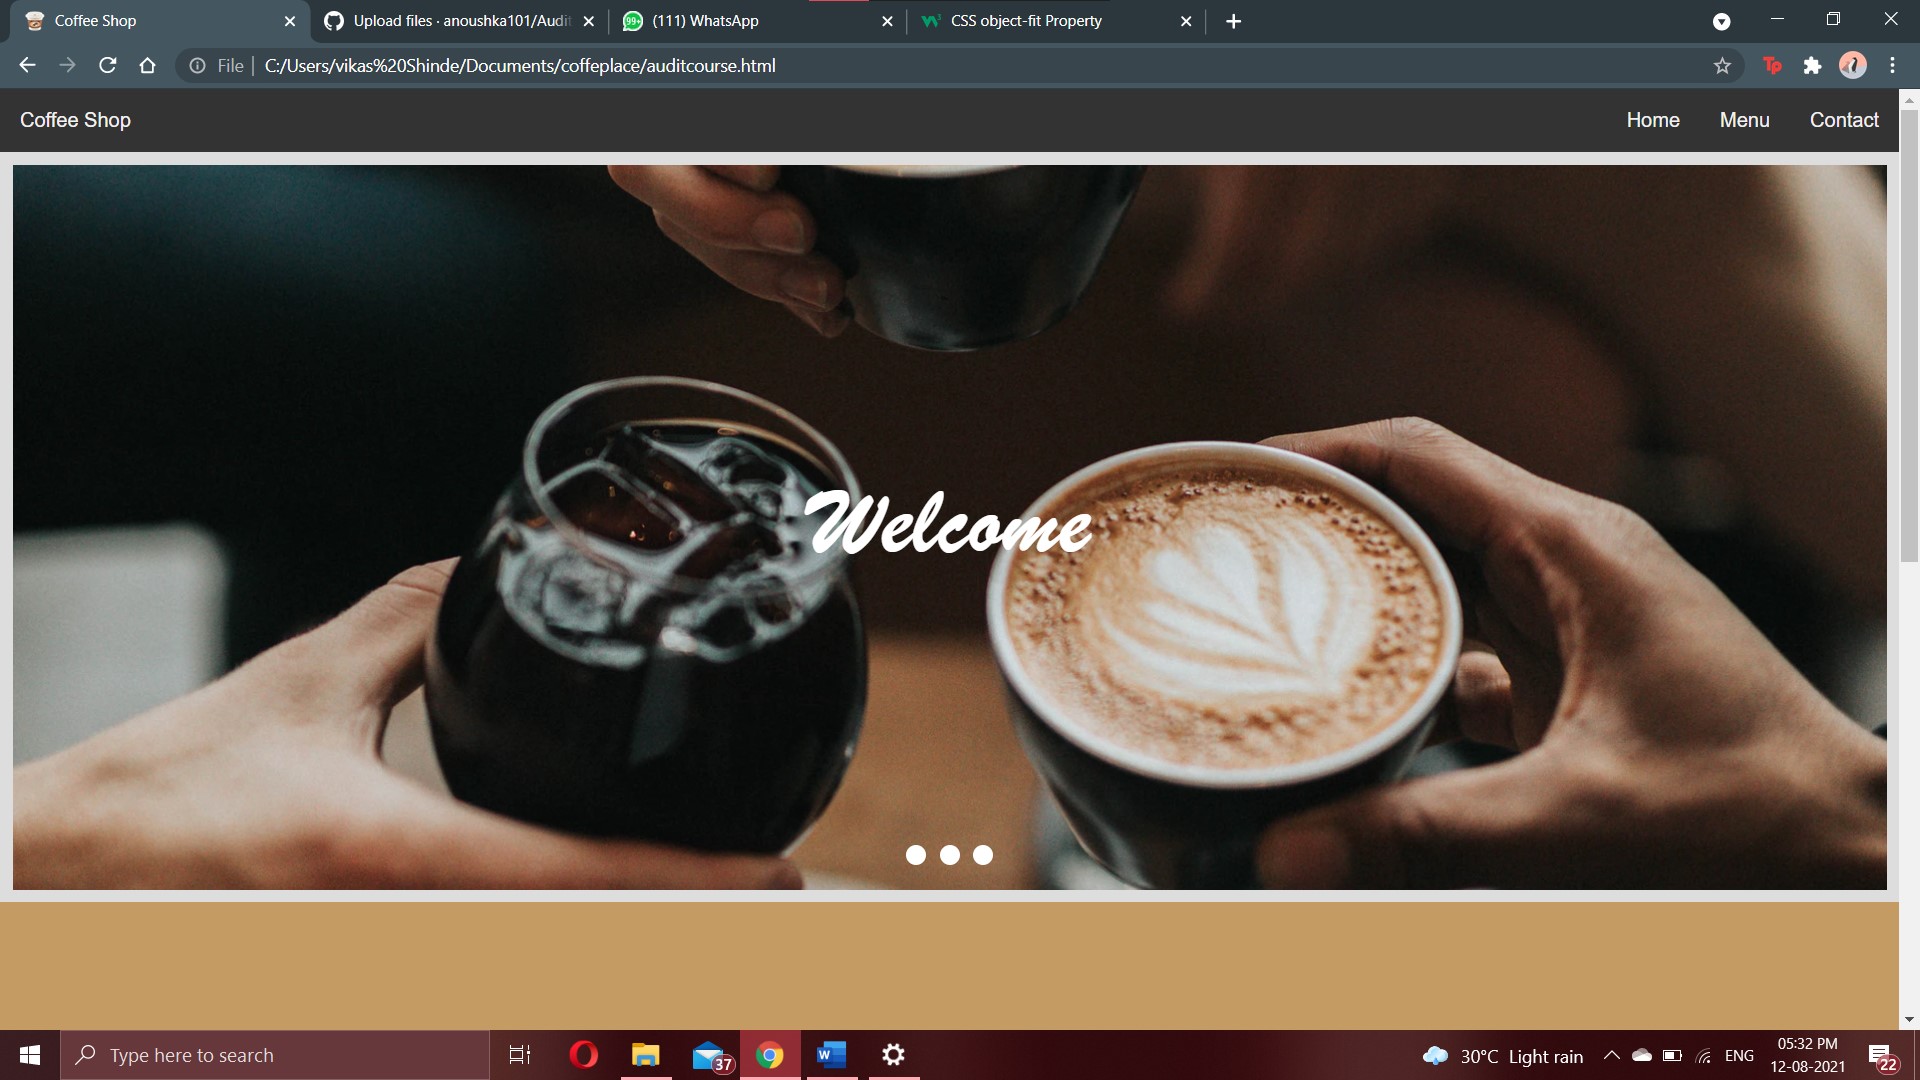 Coffee Shop
Upload files · anoushka101/Audit
99+
(111) WhatsApp
CSS object-fit Property
File
C:/Users/vikas%20Shinde/Documents/coffeplace/auditcourse.html
Tp
Coffee Shop
Home
Menu
Contact
Welcome
Type here to search
37
W
30°C Light rain
ENG
05:32 PM
12-08-2021
22